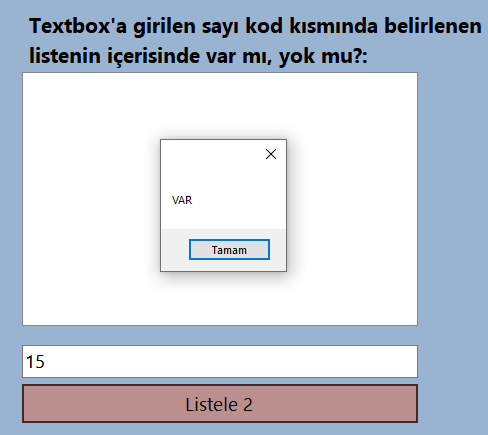 Textbox'a girilen sayı kod kısmında belirlenen
listenin içerisinde var mı, yok mu?:
VAR
Tamam
15
Listele 2